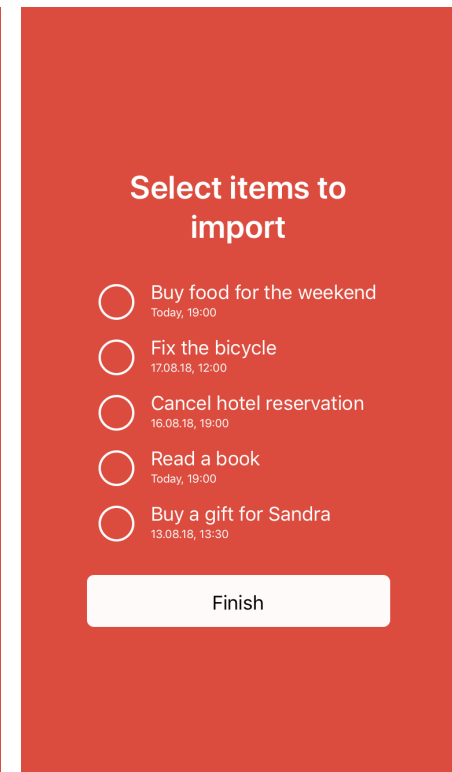 Select items to
import
Buy food for the weekend
Today, 19:00
Fix the bicycle
17.08.18, 12:00
Cancel hotel reservation
16.08.18, 19:00
Read a book
Today, 19:00
Buy a gift for Sandra
13.08.18, 13:30
Finish